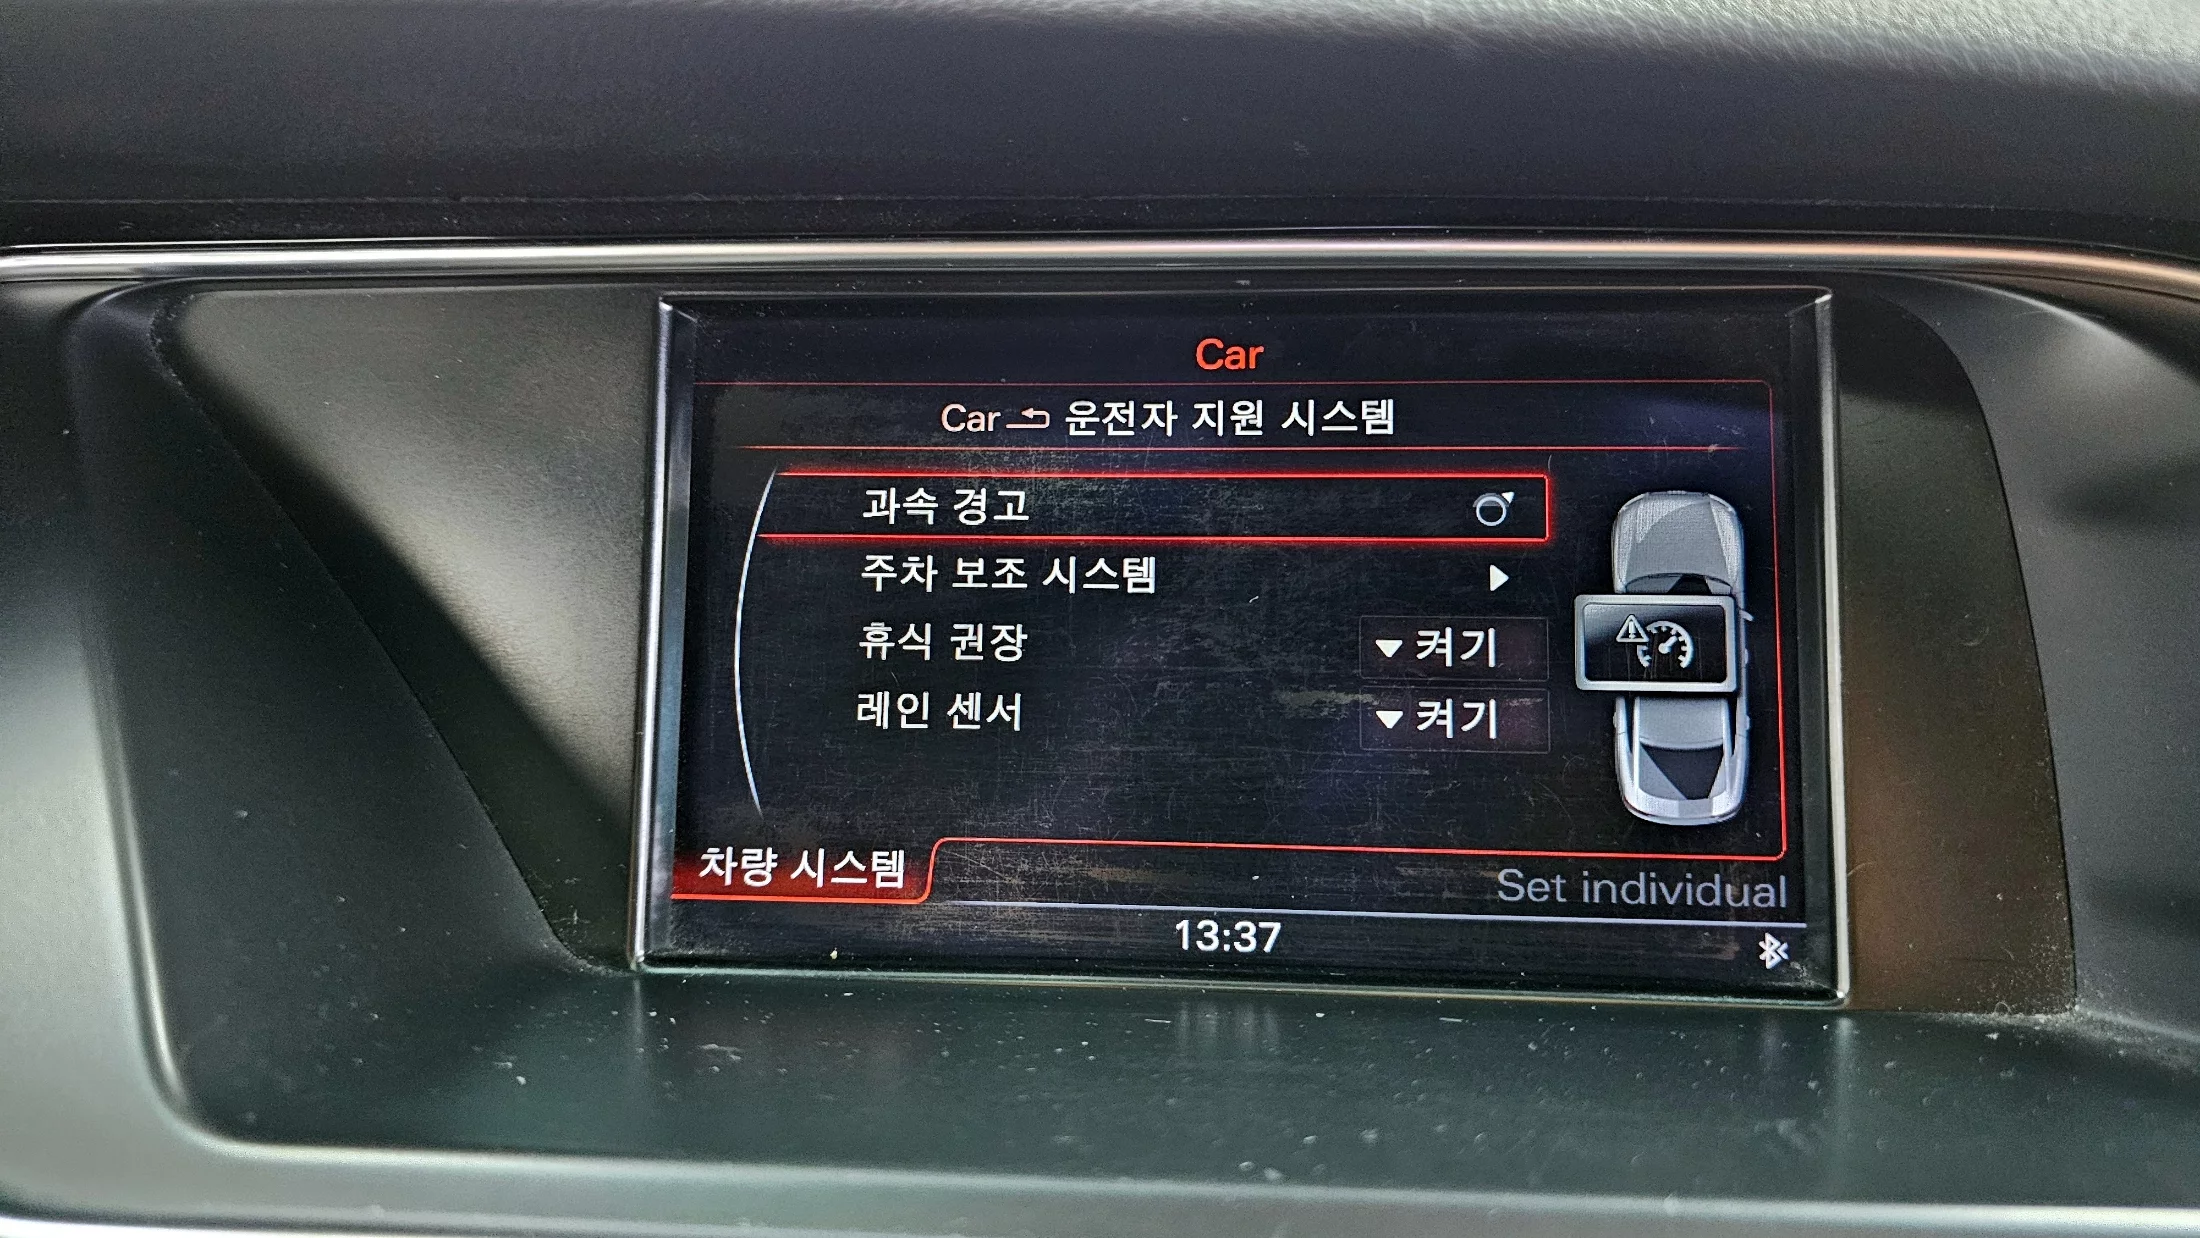 Car
Car 운전자 지원 시스템
과속 경고
주차 보조 시스템
휴식 권장 켜기
레인 센서 켜기
차량 시스템
Set individual
13:37